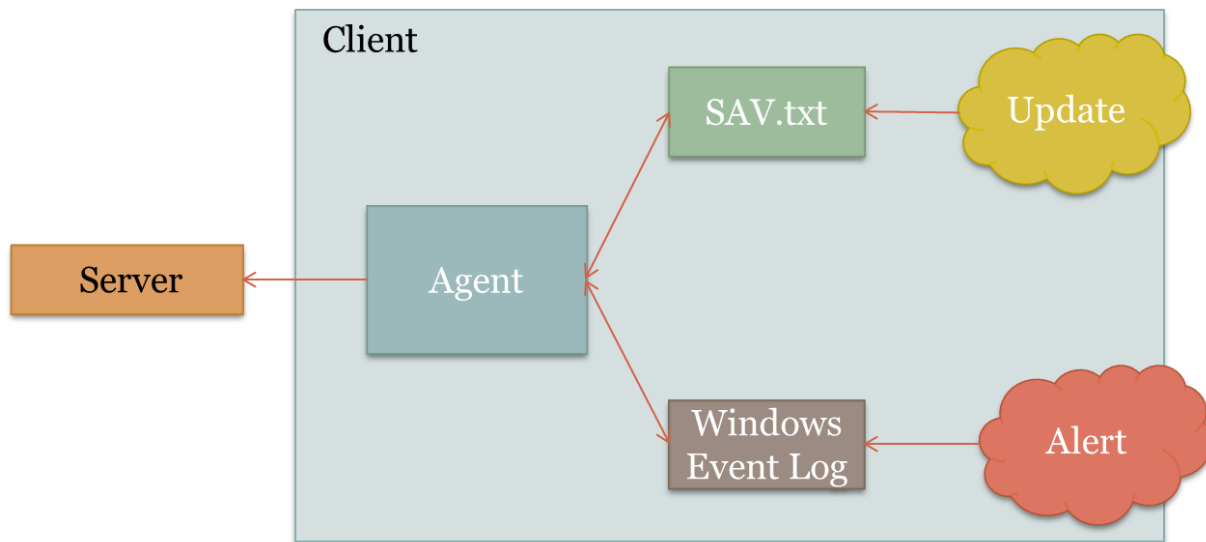 Client
SAV.txt
Update
Server
Agent
Windows
Event Log
Alert